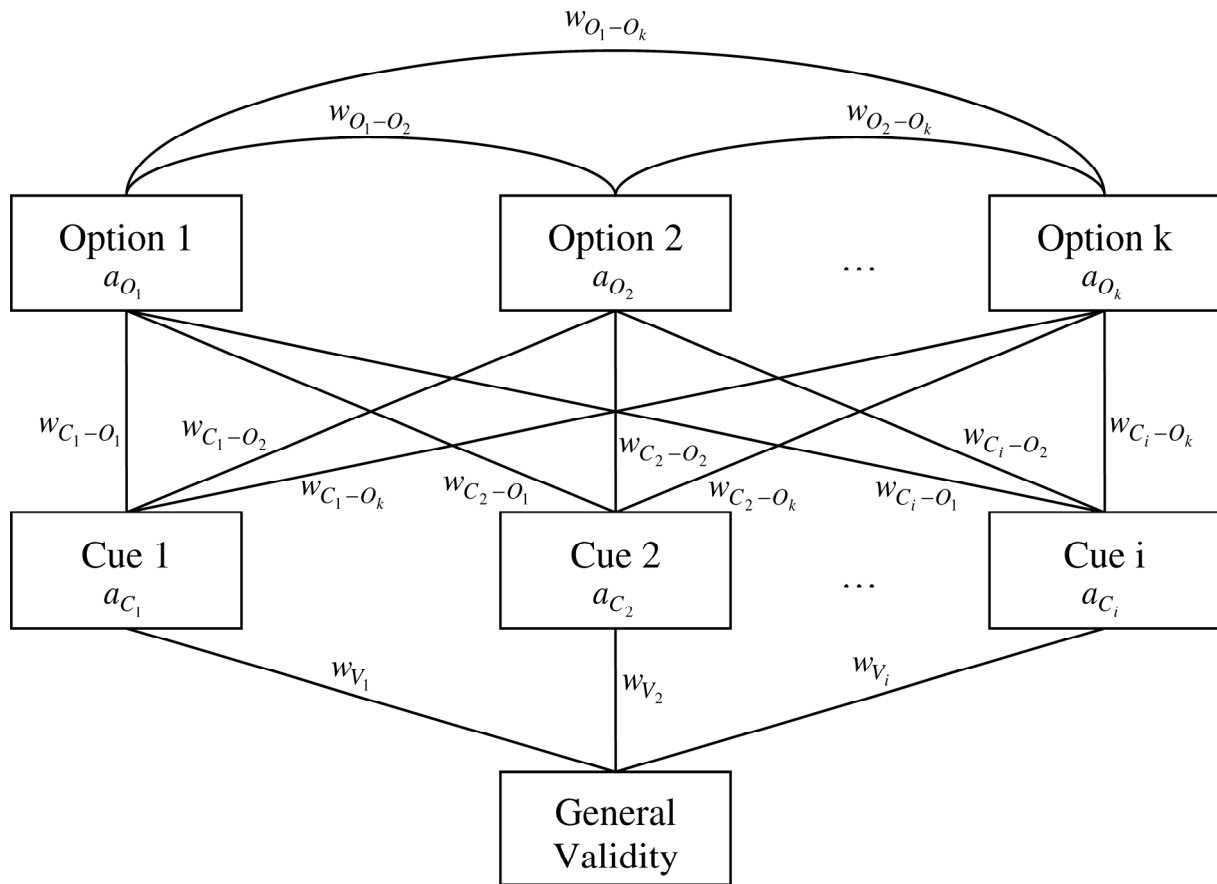 w_{O_1−O_k}
w_{O_1−O_2} w_{O_2−O_k}
Option 1 Option 2 Option k
a_{O_1} a_{O_2} … a_{O_k}
w_{C_1−O_1} w_{C_1−O_2} w_{C_2−O_2} w_{C_i−O_2} w_{C_i−O_k}
w_{C_1−O_k} w_{C_2−O_1} w_{C_2−O_k} w_{C_i−O_1}
Cue 1 Cue 2 Cue i
a_{C_1} a_{C_2} … a_{C_i}
w_{V_1} w_{V_2} w_{V_i}
General
Validity